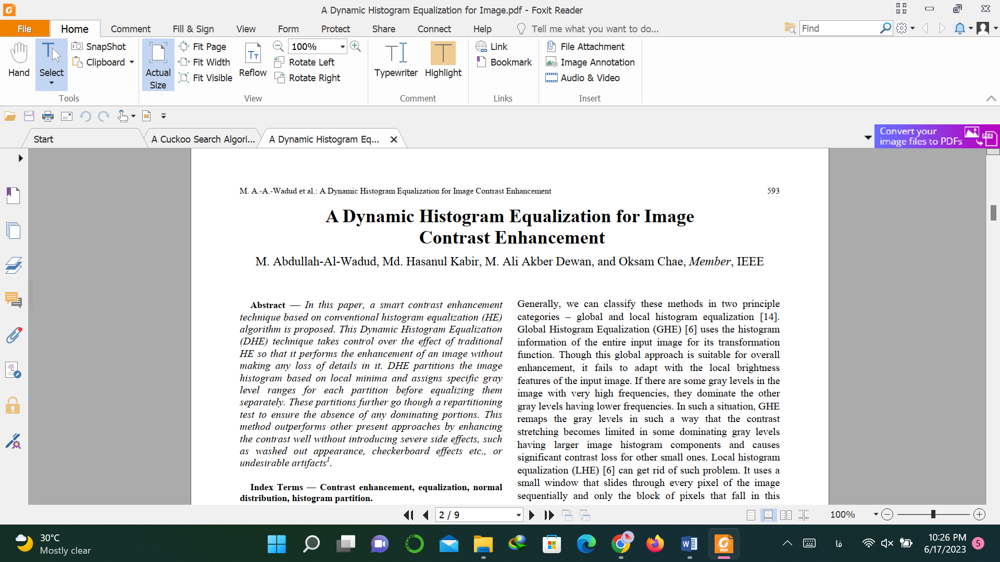 A Dynamic Histogram Equalization for Image.pdf - Foxit Reader
File Home Comment Fill & Sign View Form Protect Share Connect Help Tell me what you want to do... Find
Hand
Select
SnapShot
Clipboard
Tools
Actual
Size
Fit Page
Fit Width
Fit Visible
Reflow
100%
Rotate Left
Rotate Right
View
Typewriter
Highlight
Comment
Link
Bookmark
Links
File Attachment
Image Annotation
Audio & Video
Insert
Start
A Cuckoo Search Algori...
A Dynamic Histogram Eq...
Convert your
image files to PDFs
M. A.-A.-Wadud et al.: A Dynamic Histogram Equalization for Image Contrast Enhancement 593
A Dynamic Histogram Equalization for Image
Contrast Enhancement
M. Abdullah-Al-Wadud, Md. Hasanul Kabir, M. Ali Akber Dewan, and Oksam Chae, Member, IEEE
Abstract — In this paper, a smart contrast enhancement
technique based on conventional histogram equalization (HE)
algorithm is proposed. This Dynamic Histogram Equalization
(DHE) technique takes control over the effect of traditional
HE so that it performs the enhancement of an image without
making any loss of details in it. DHE partitions the image
histogram based on local minima and assigns specific gray
level ranges for each partition before equalizing them
separately. These partitions further go though a repartitioning
test to ensure the absence of any dominating portions. This
method outperforms other present approaches by enhancing
the contrast well without introducing severe side effects, such
as washed out appearance, checkerboard effects etc., or
undesirable artifacts1.
Index Terms — Contrast enhancement, equalization, normal
distribution, histogram partition.
Generally, we can classify these methods in two principle
categories – global and local histogram equalization [14].
Global Histogram Equalization (GHE) [6] uses the histogram
information of the entire input image for its transformation
function. Though this global approach is suitable for overall
enhancement, it fails to adapt with the local brightness
features of the input image. If there are some gray levels in the
image with very high frequencies, they dominate the other
gray levels having lower frequencies. In such a situation, GHE
remaps the gray levels in such a way that the contrast
stretching becomes limited in some dominating gray levels
having larger image histogram components and causes
significant contrast loss for other small ones. Local histogram
equalization (LHE) [6] can get rid of such problem. It uses a
small window that slides through every pixel of the image
sequentially and only the block of pixels that fall in this
2 / 9
100%
30°C
Mostly clear
فا
10:26 PM
6/17/2023
5